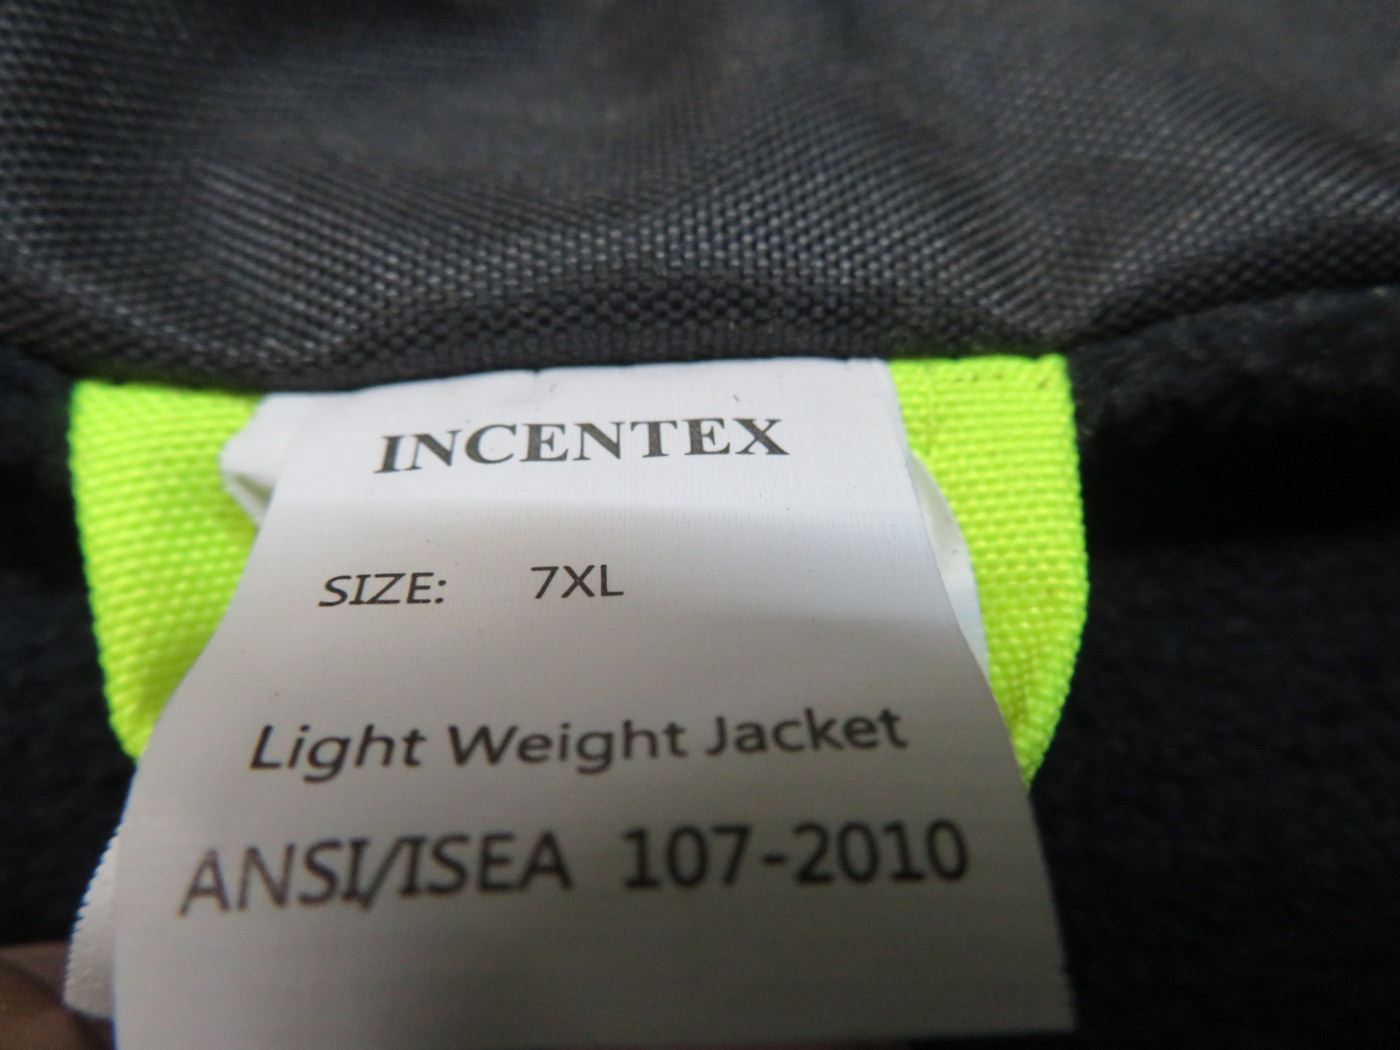 INCENTEX
SIZE: 7XL
Light Weight Jacket
ANSI/ISEA 107-2010